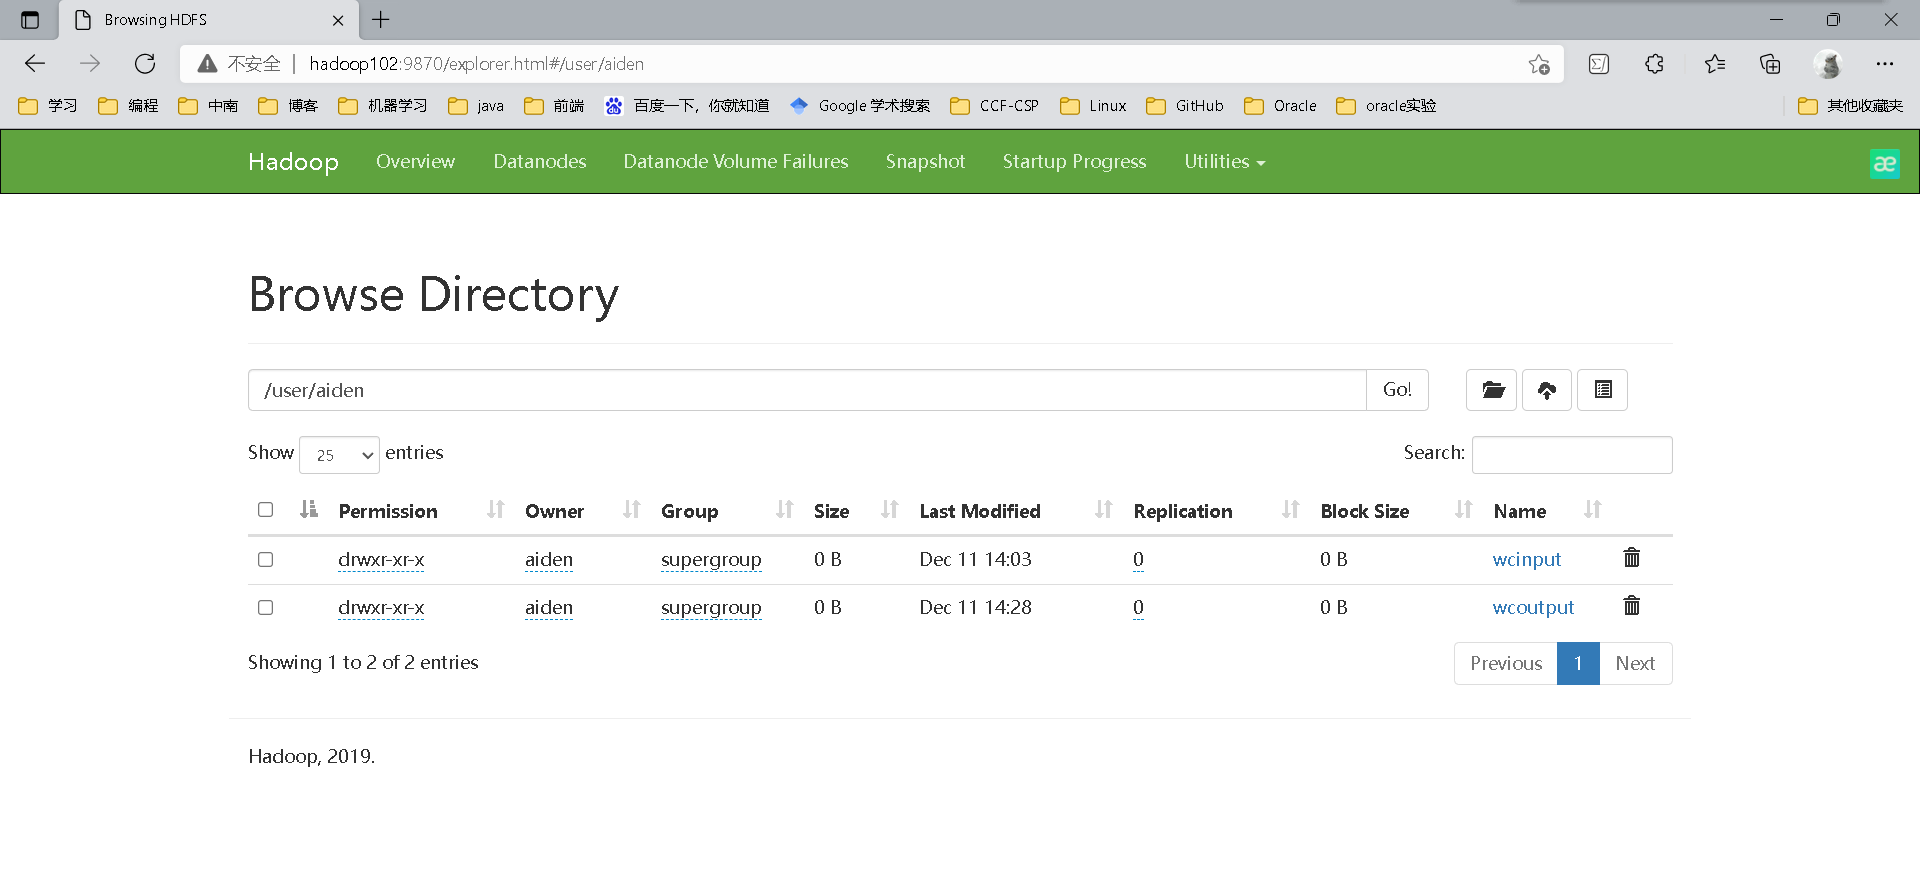 Browsing HDFS
不安全 | hadoop102:9870/explorer.html#/user/aiden
学习 编程 中南 博客 机器学习 java 前端 百度一下，你就知道 Google 学术搜索 CCF-CSP Linux GitHub Oracle oracle实验 其他收藏夹
Hadoop Overview Datanodes Datanode Volume Failures Snapshot Startup Progress Utilities æ
Browse Directory
/user/aiden Go!
Show 25 entries Search:
Permission Owner Group Size Last Modified Replication Block Size Name
drwxr-xr-x aiden supergroup 0 B Dec 11 14:03 0 0 B wcinput
drwxr-xr-x aiden supergroup 0 B Dec 11 14:28 0 0 B wcoutput
Showing 1 to 2 of 2 entries Previous 1 Next
Hadoop, 2019.